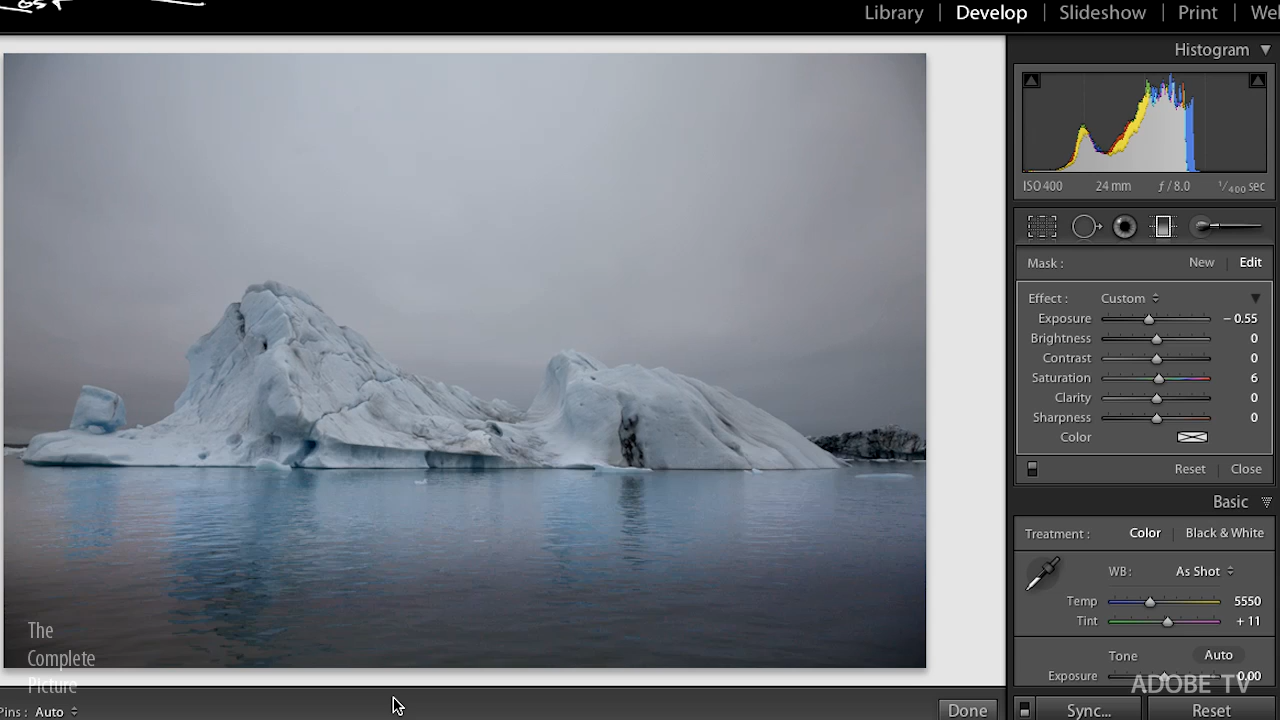 Library | Develop | Slideshow | Print | We
Histogram
ISO 400 24 mm ƒ / 8.0 1/400 sec
Mask : New | Edit
Effect : Custom
Exposure − 0.55
Brightness 0
Contrast 0
Saturation 6
Clarity 0
Sharpness 0
Color
Reset | Close
Basic
Treatment : Color | Black & White
WB : As Shot
Temp 5550
Tint + 11
Tone Auto
Exposure 0.00
The
Complete
Picture
ADOBE TV
Pins : Auto
Done
Sync...
Reset